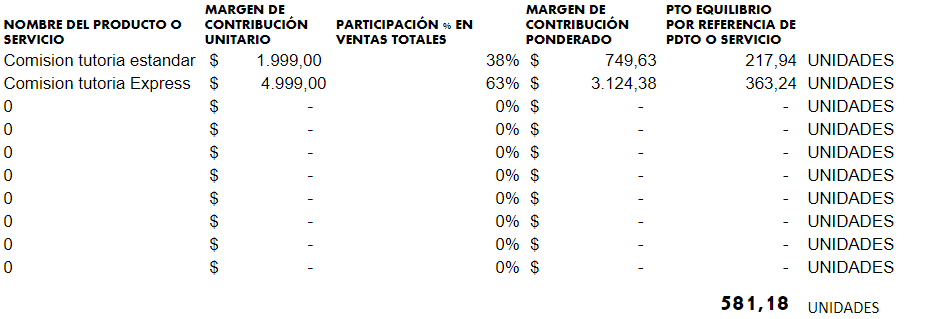 NOMBRE DEL PRODUCTO O SERVICIO MARGEN DE CONTRIBUCIÓN UNITARIO PARTICIPACIÓN % EN VENTAS TOTALES MARGEN DE CONTRIBUCIÓN PONDERADO PTO EQUILIBRIO POR REFERENCIA DE PDTO O SERVICIO
Comision tutoria estandar $ 1.999,00 38% $ 749,63 217,94 UNIDADES
Comision tutoria Express $ 4.999,00 63% $ 3.124,38 363,24 UNIDADES
0 $ - 0% $ - - UNIDADES
0 $ - 0% $ - - UNIDADES
0 $ - 0% $ - - UNIDADES
0 $ - 0% $ - - UNIDADES
0 $ - 0% $ - - UNIDADES
0 $ - 0% $ - - UNIDADES
0 $ - 0% $ - - UNIDADES
0 $ - 0% $ - - UNIDADES
581,18 UNIDADES